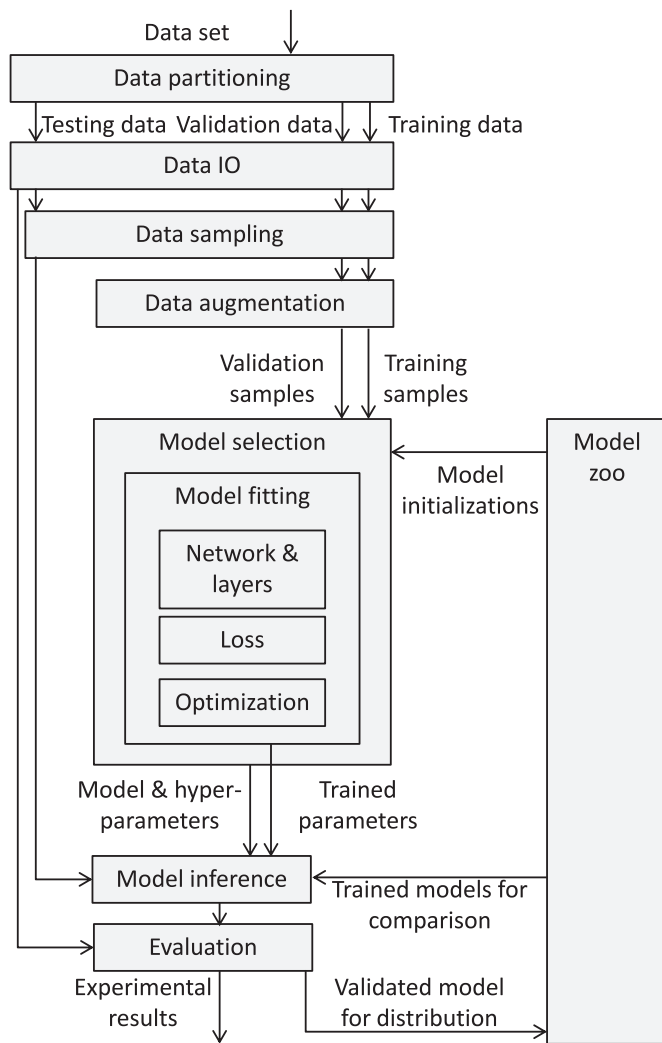 Data set
Data partitioning
Testing data Validation data Training data
Data IO
Data sampling
Data augmentation
Validation
samples
Training
samples
Model selection
Model
zoo
Model fitting
Model
initializations
Network &
layers
Loss
Optimization
Model & hyper-
parameters
Trained
parameters
Model inference
Trained models for
comparison
Evaluation
Experimental
results
Validated model
for distribution